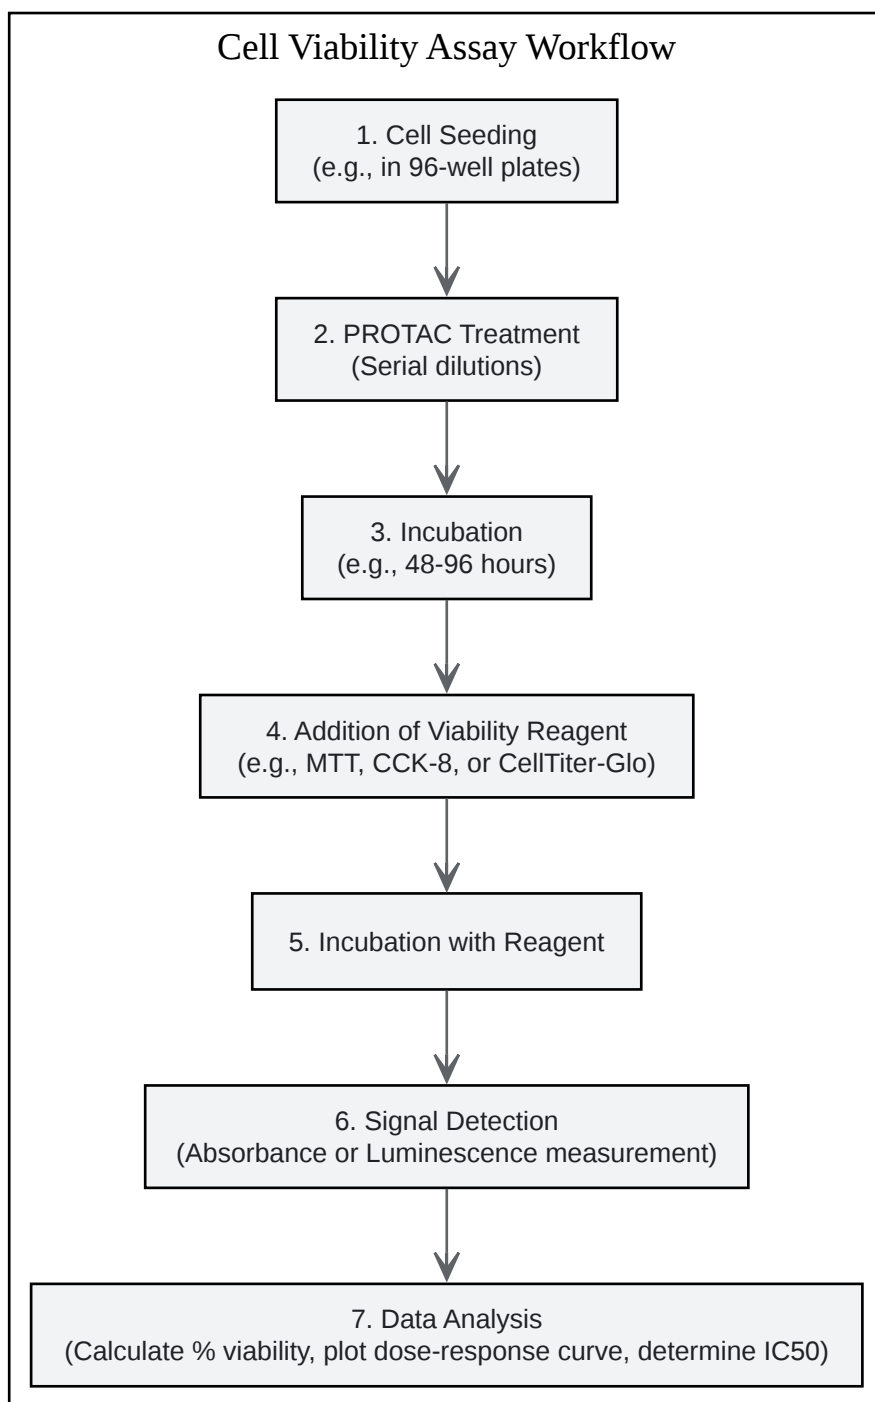 Cell Viability Assay Workflow
1. Cell Seeding
(e.g., in 96-well plates)
2. PROTAC Treatment
(Serial dilutions)
3. Incubation
(e.g., 48-96 hours)
4. Addition of Viability Reagent
(e.g., MTT, CCK-8, or CellTiter-Glo)
5. Incubation with Reagent
6. Signal Detection
(Absorbance or Luminescence measurement)
7. Data Analysis
(Calculate % viability, plot dose-response curve, determine IC50)